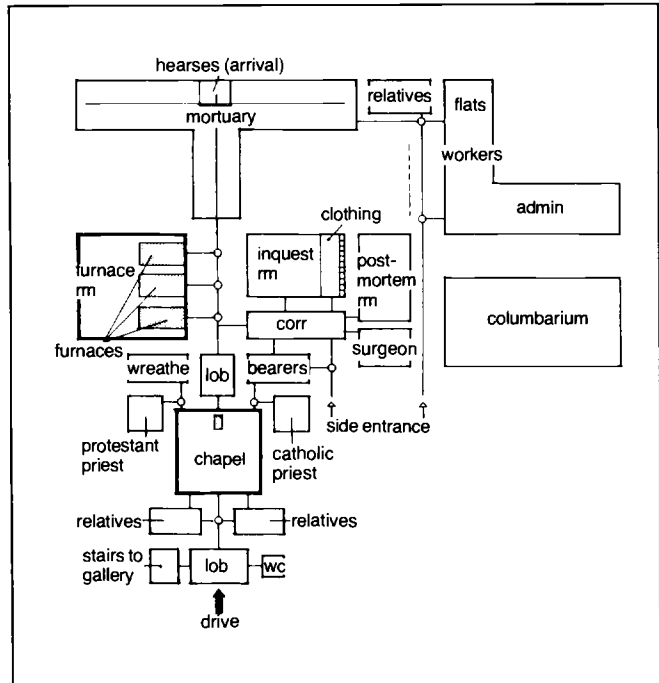 hearses (arrival)
relatives
flats
mortuary
workers
clothing
admin
furnace
rm
inquest
rm
post-
mortem
rm
columbarium
corr
furnaces
surgeon
wreathe
lob
bearers
side entrance
protestant
priest
chapel
catholic
priest
relatives
relatives
stairs to
gallery
lob
wc
drive